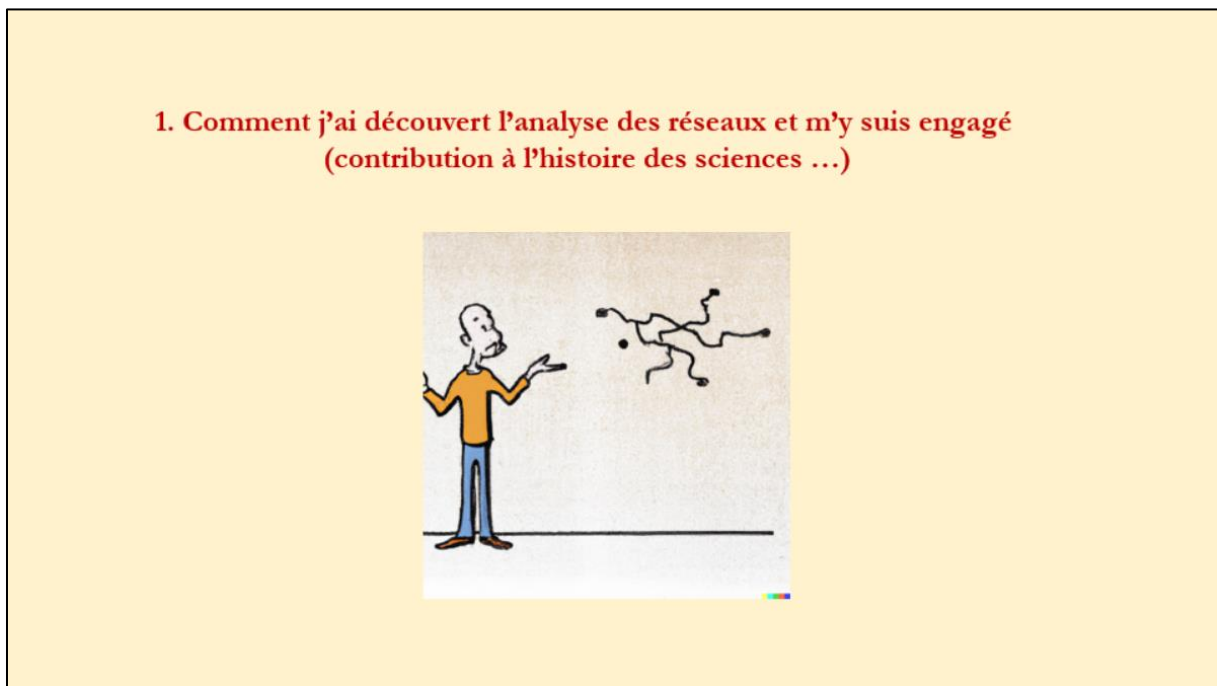 1. Comment j’ai découvert l’analyse des réseaux et m’y suis engagé
(contribution à l’histoire des sciences …)